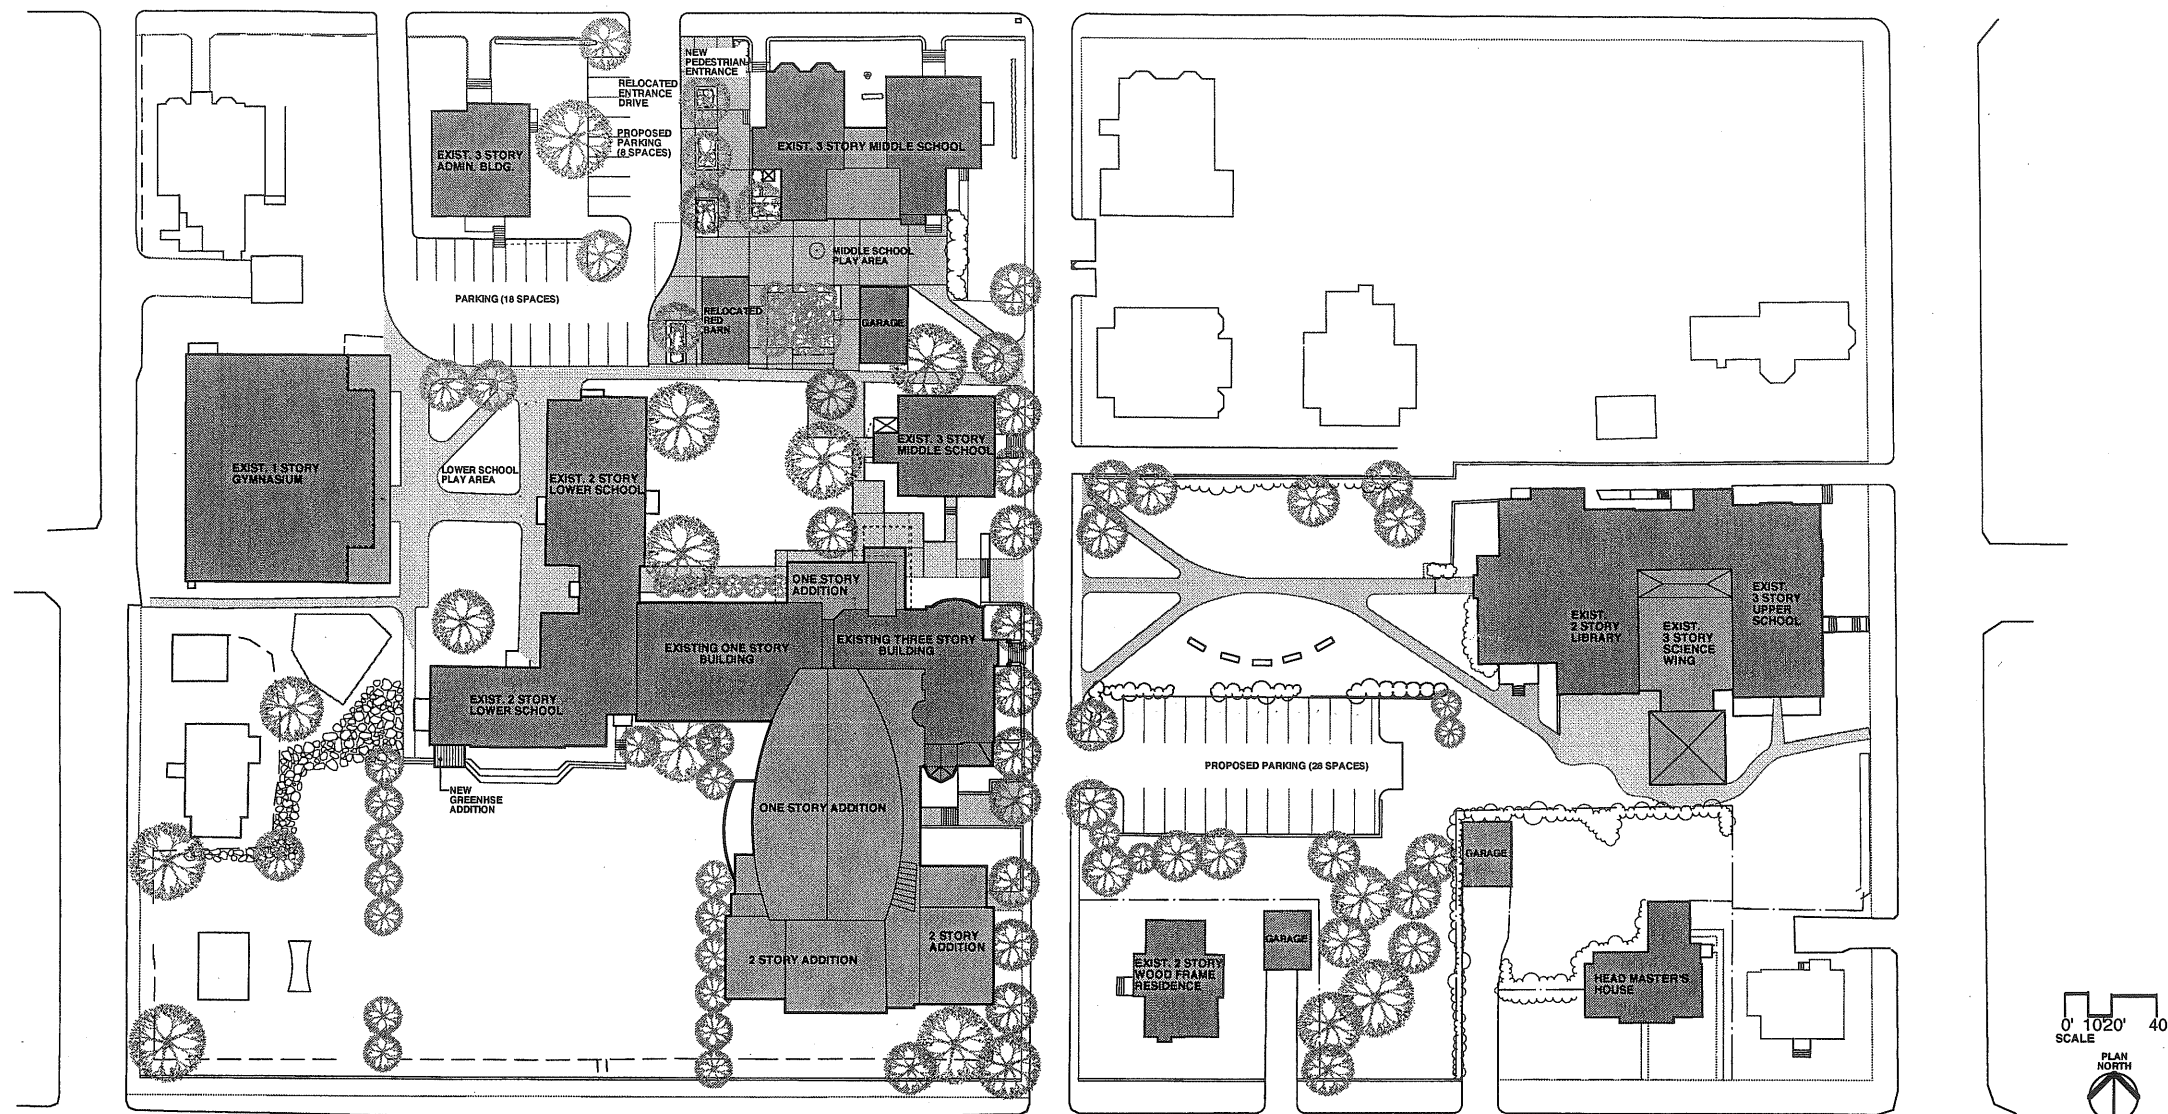 NEW
PEDESTRIAN
ENTRANCE
RELOCATED
ENTRANCE
DRIVE
PROPOSED
PARKING
(8 SPACES)
EXIST. 3 STORY
ADMIN. BLDG.
EXIST. 3 STORY MIDDLE SCHOOL
MIDDLE SCHOOL
PLAY AREA
PARKING (18 SPACES)
RELOCATED
RED
BARN
GARAGE
EXIST. 1 STORY
GYMNASIUM
LOWER SCHOOL
PLAY AREA
EXIST. 2 STORY
LOWER SCHOOL
EXIST. 3 STORY
MIDDLE SCHOOL
ONE STORY
ADDITION
EXISTING ONE STORY
BUILDING
EXISTING THREE STORY
BUILDING
EXIST. 2 STORY
LOWER SCHOOL
NEW
GREENHSE
ADDITION
ONE STORY ADDITION
2 STORY ADDITION
2 STORY
ADDITION
EXIST.
2 STORY
LIBRARY
EXIST.
3 STORY
SCIENCE
WING
EXIST.
3 STORY
UPPER
SCHOOL
PROPOSED PARKING (28 SPACES)
GARAGE
GARAGE
EXIST. 2 STORY
WOOD FRAME
RESIDENCE
HEAD MASTER'S
HOUSE
0' 10 20' 40
SCALE
PLAN
NORTH